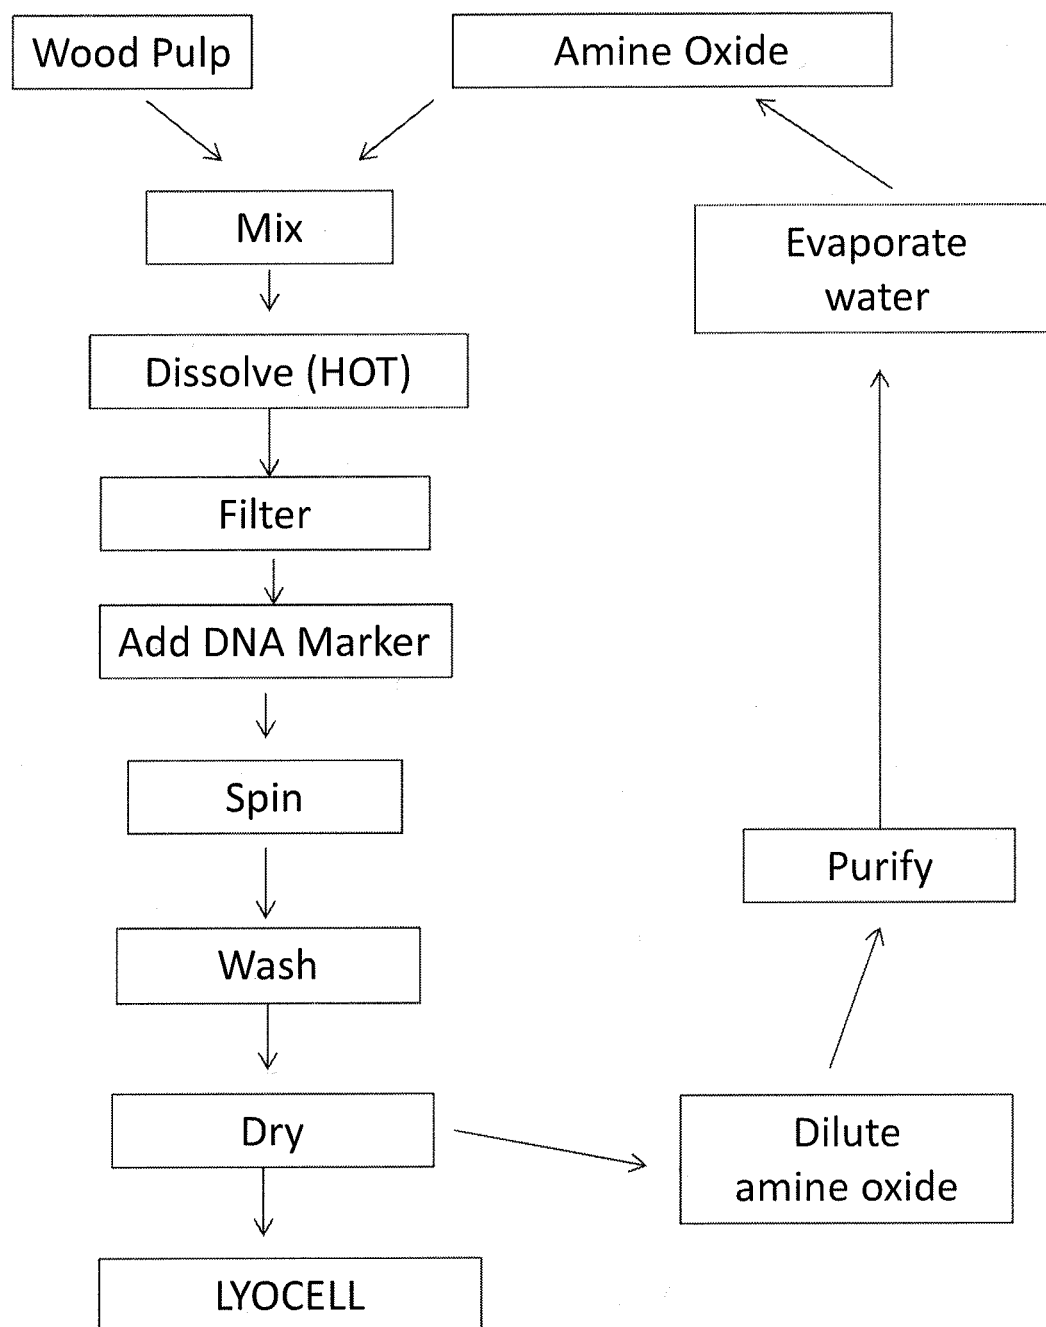 Wood Pulp
Amine Oxide
Mix
Evaporate
water
Dissolve (HOT)
Filter
Add DNA Marker
Spin
Purify
Wash
Dry
Dilute
amine oxide
LYOCELL